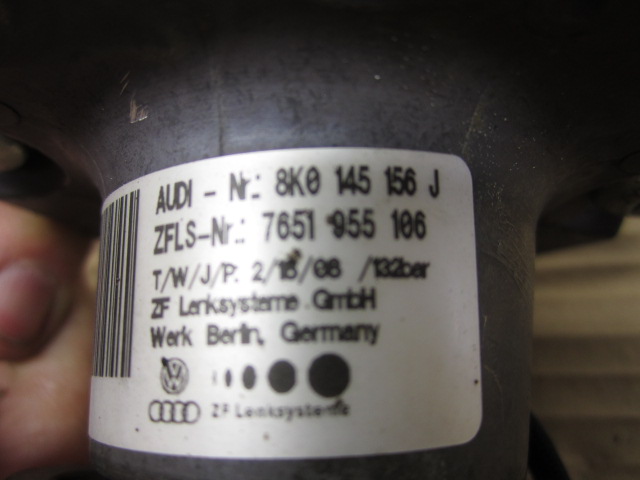 AUDI - Nr.: 8K0 145 156 J
ZFLS-Nr.: 7651 955 106
T/W/J/P. 2/18/08 /132bar
ZF Lenksysteme GmbH
Werk Berlin, Germany
ZF Lenksysteme